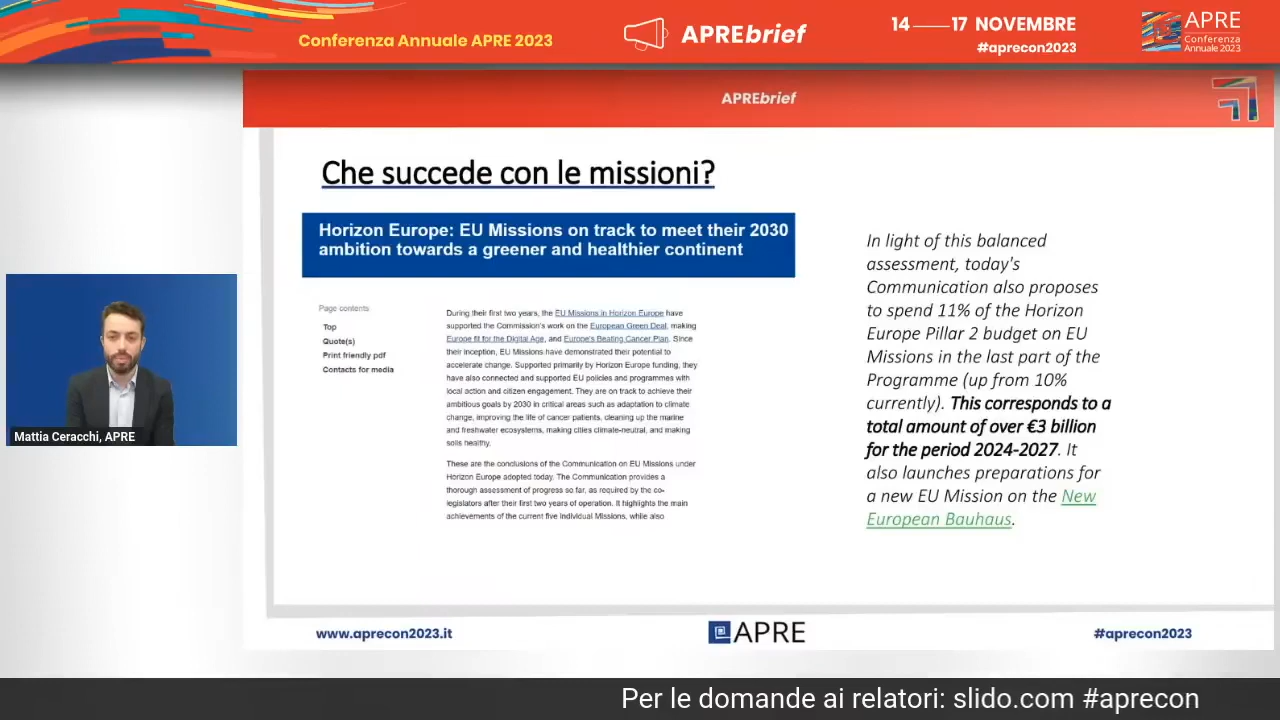 Conferenza Annuale APRE 2023
APREbrief
14 — 17 NOVEMBRE
#aprecon2023
APRE
Conferenza
Annuale 2023
APREbrief
Che succede con le missioni?
Horizon Europe: EU Missions on track to meet their 2030
ambition towards a greener and healthier continent
Page contents
Top
Quote(s)
Print friendly pdf
Contacts for media
During their first two years, the EU Missions in Horizon Europe have
supported the Commission's work on the European Green Deal, making
Europe fit for the Digital Age, and Europe's Beating Cancer Plan. Since
their inception, EU Missions have demonstrated their potential to
accelerate change. Supported primarily by Horizon Europe funding, they
have also connected and supported EU policies and programmes with
local action and citizen engagement. They are on track to achieve their
ambitious goals by 2030 in critical areas such as adaptation to climate
change, improving the life of cancer patients, cleaning up the marine
and freshwater ecosystems, making cities climate-neutral, and making
soils healthy.
These are the conclusions of the Communication on EU Missions under
Horizon Europe adopted today. The Communication provides a
thorough assessment of progress so far, as required by the co-
legislators after their first two years of operation. It highlights the main
achievements of the current five individual Missions, while also
In light of this balanced
assessment, today's
Communication also proposes
to spend 11% of the Horizon
Europe Pillar 2 budget on EU
Missions in the last part of the
Programme (up from 10%
currently). This corresponds to a
total amount of over €3 billion
for the period 2024-2027. It
also launches preparations for
a new EU Mission on the New
European Bauhaus.
Mattia Ceracchi, APRE
www.aprecon2023.it
APRE
#aprecon2023
Per le domande ai relatori: slido.com #aprecon